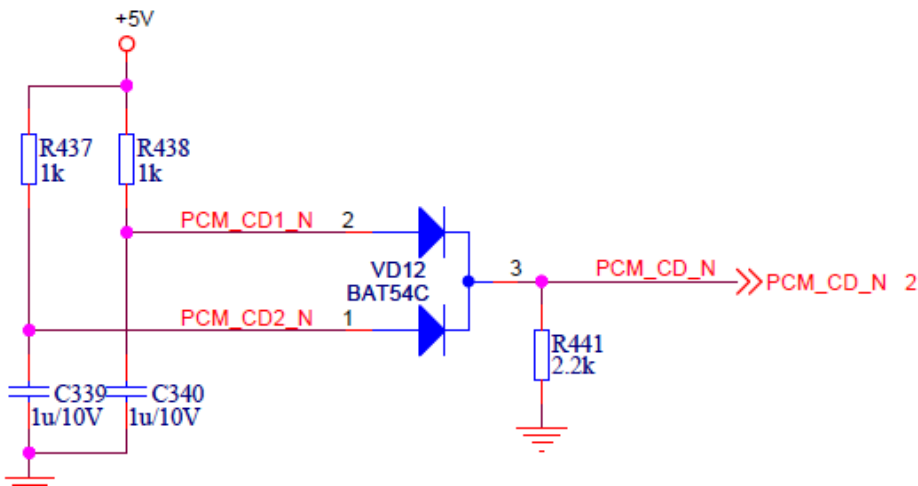 +5V
R437
1k
R438
1k
PCM_CD1_N 2
VD12
BAT54C
3 PCM_CD_N
PCM_CD_N 2
PCM_CD2_N 1
R441
2.2k
C339
1u/10V
C340
1u/10V